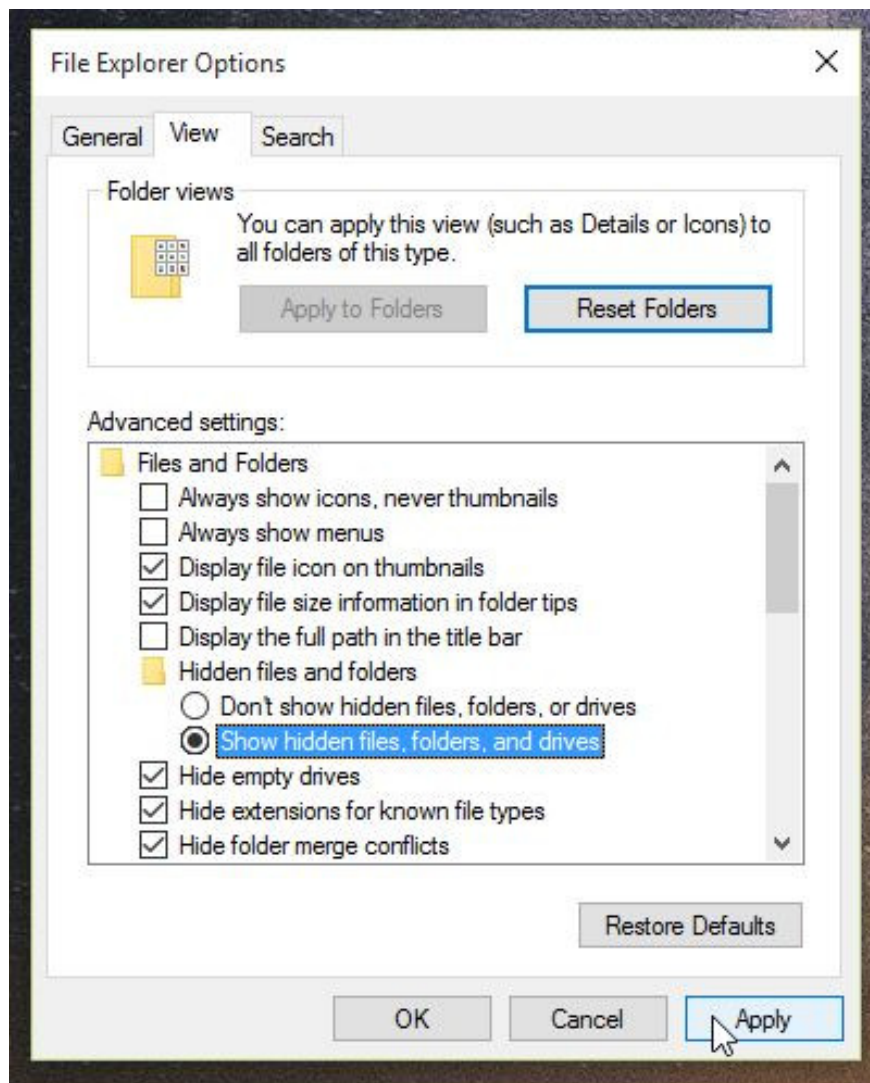 File Explorer Options
General View Search
Folder views
You can apply this view (such as Details or Icons) to
all folders of this type.
Apply to Folders Reset Folders
Advanced settings:
Files and Folders
Always show icons, never thumbnails
Always show menus
Display file icon on thumbnails
Display file size information in folder tips
Display the full path in the title bar
Hidden files and folders
Don't show hidden files, folders, or drives
Show hidden files, folders, and drives
Hide empty drives
Hide extensions for known file types
Hide folder merge conflicts
Restore Defaults
OK Cancel Apply